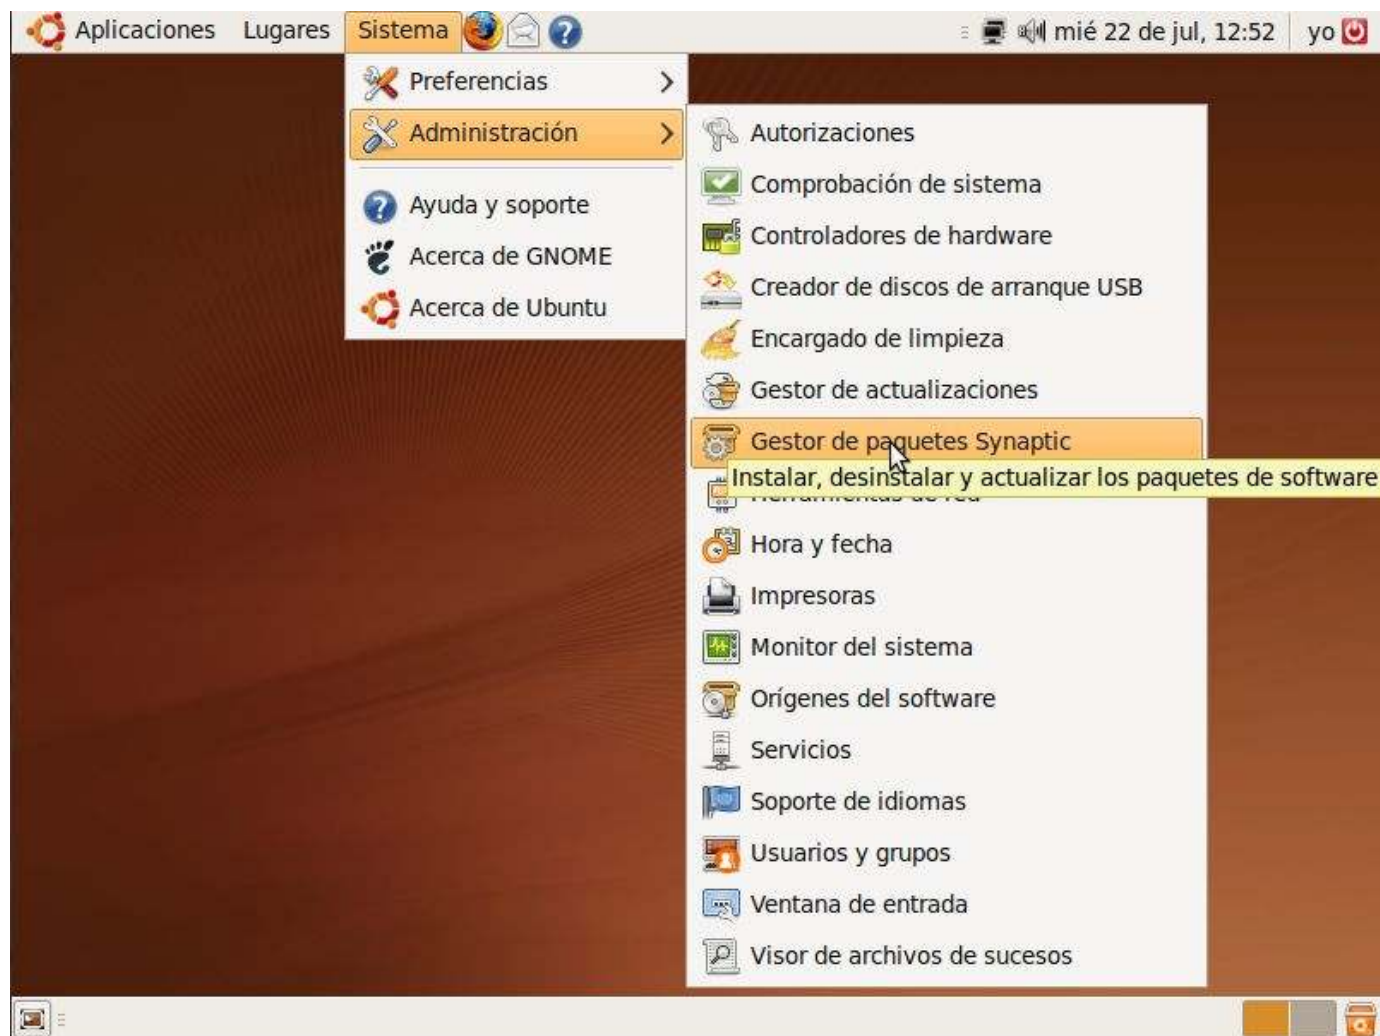 Aplicaciones Lugares Sistema mié 22 de jul, 12:52 yo
Preferencias
Administración
Ayuda y soporte
Acerca de GNOME
Acerca de Ubuntu
Autorizaciones
Comprobación de sistema
Controladores de hardware
Creador de discos de arranque USB
Encargado de limpieza
Gestor de actualizaciones
Gestor de paquetes Synaptic
Instalar, desinstalar y actualizar los paquetes de software
Herramientas de red
Hora y fecha
Impresoras
Monitor del sistema
Orígenes del software
Servicios
Soporte de idiomas
Usuarios y grupos
Ventana de entrada
Visor de archivos de sucesos